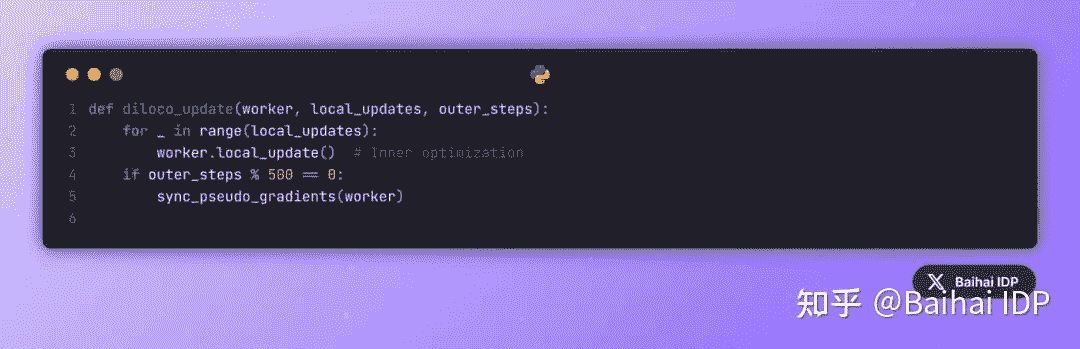 1 def diloco_update(worker, local_updates, outer_steps):
2     for _ in range(local_updates):
3         worker.local_update()  # Inner optimization
4     if outer_steps % 500 == 0:
5         sync_pseudo_gradients(worker)
6
Baihai IDP
知乎 @Baihai IDP